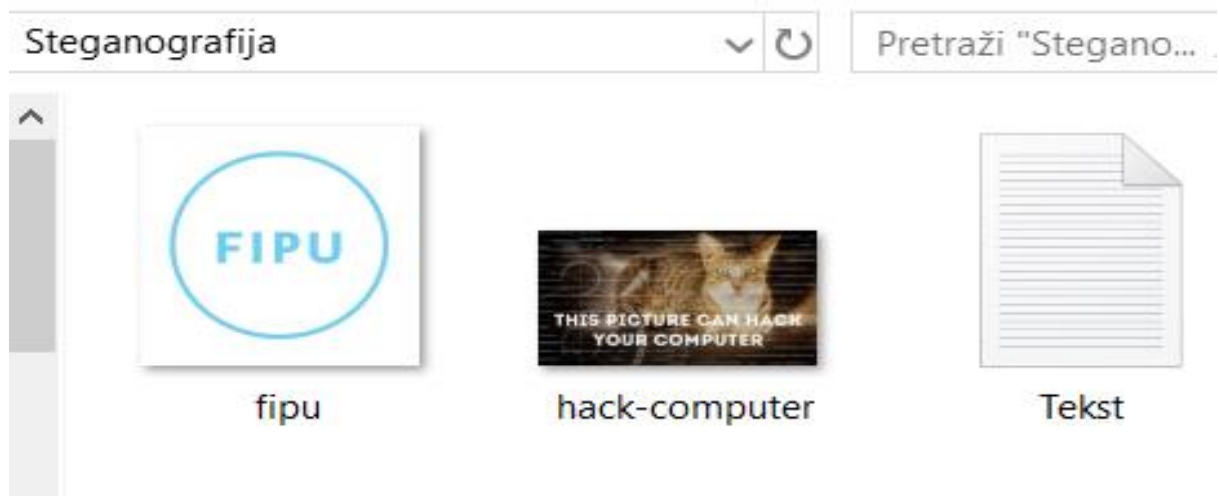 Steganografija
Pretraži "Stegano...
FIPU
THIS PICTURE CAN HACK
YOUR COMPUTER
fipu
hack-computer
Tekst